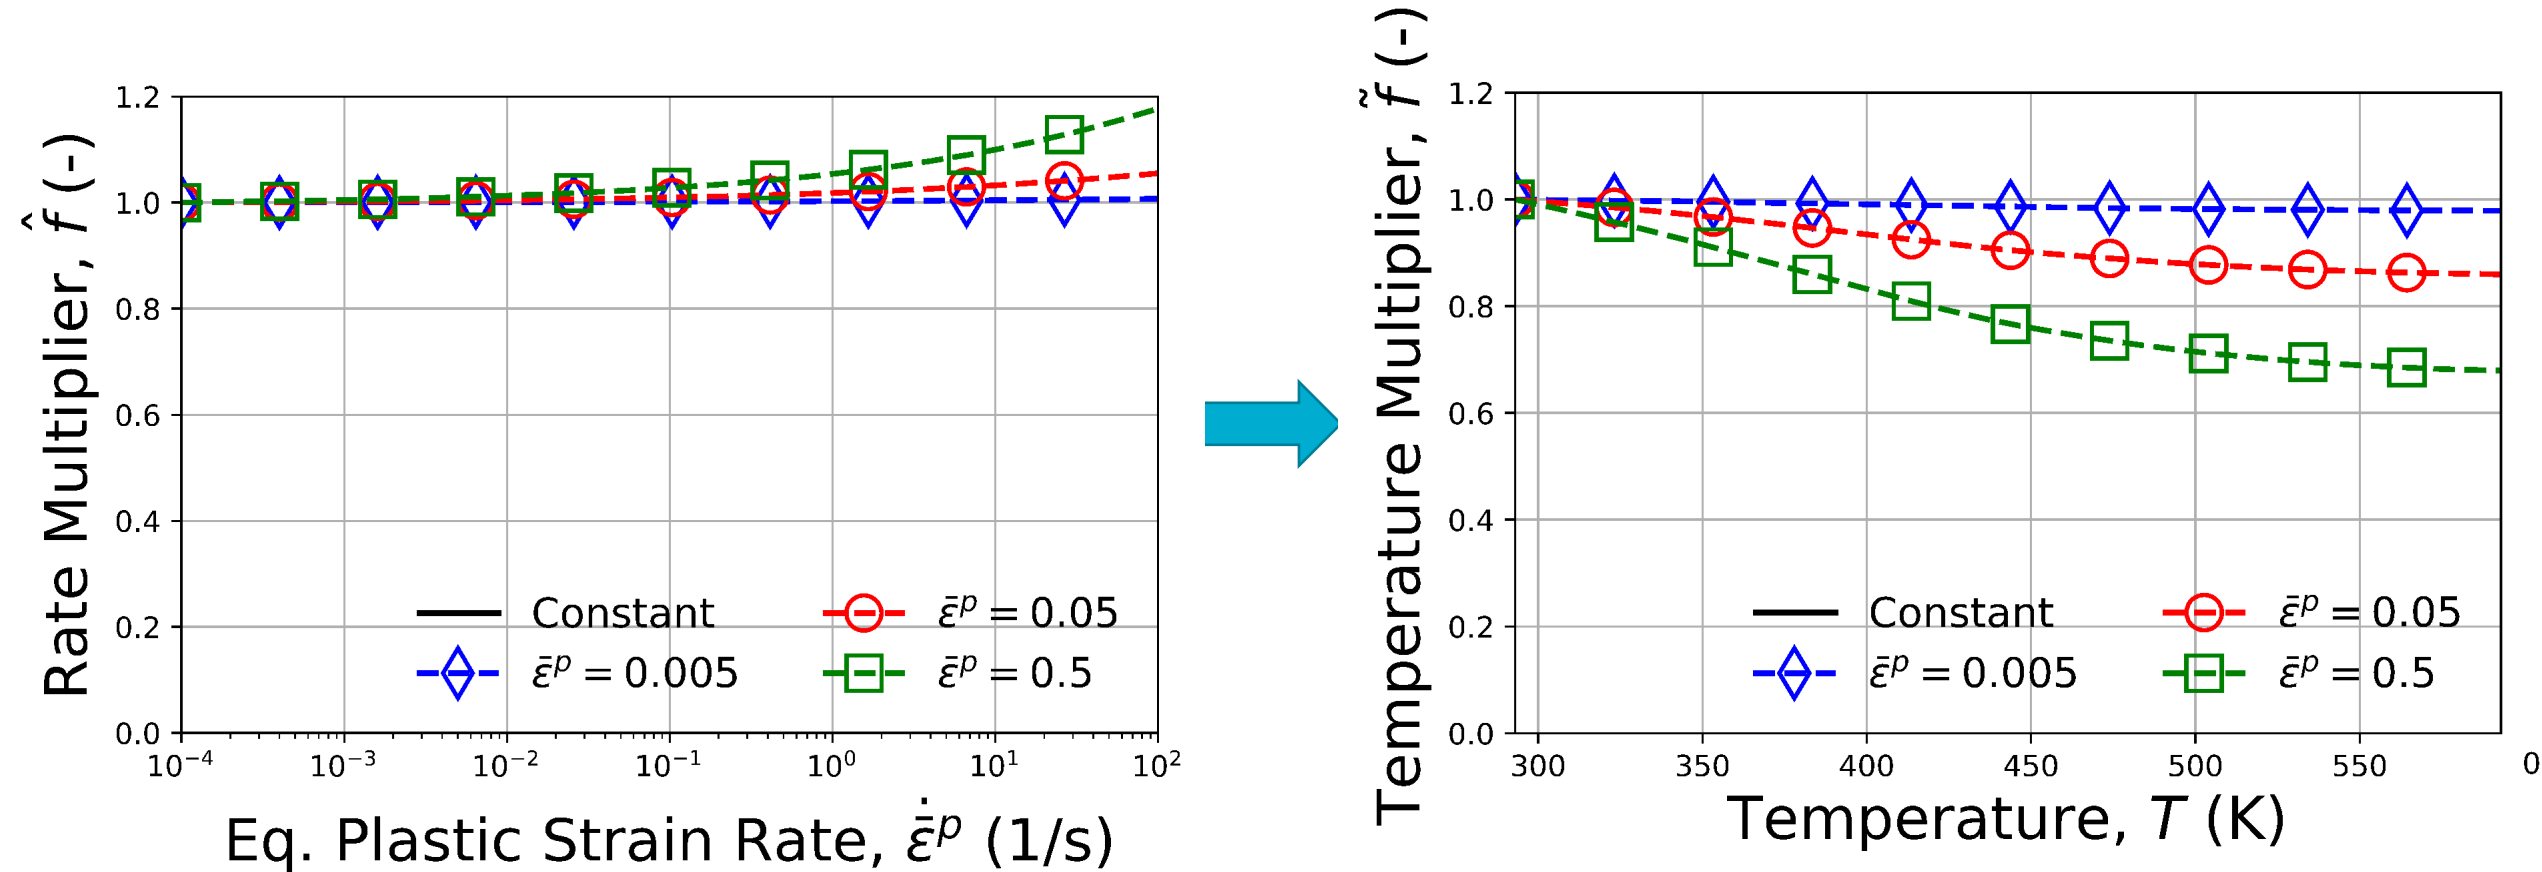 Rate Multiplier, f̂ (-)
1.2
1.0
0.8
0.6
0.4
0.2
0.0
Constant
ε̄ᵖ = 0.005
ε̄ᵖ = 0.05
ε̄ᵖ = 0.5
10⁻⁴ 10⁻³ 10⁻² 10⁻¹ 10⁰ 10¹ 10²
Eq. Plastic Strain Rate, ε̄̇ᵖ (1/s)
Temperature Multiplier, f̃ (-)
1.2
1.0
0.8
0.6
0.4
0.2
0.0
Constant
ε̄ᵖ = 0.005
ε̄ᵖ = 0.05
ε̄ᵖ = 0.5
300 350 400 450 500 550 0
Temperature, T (K)